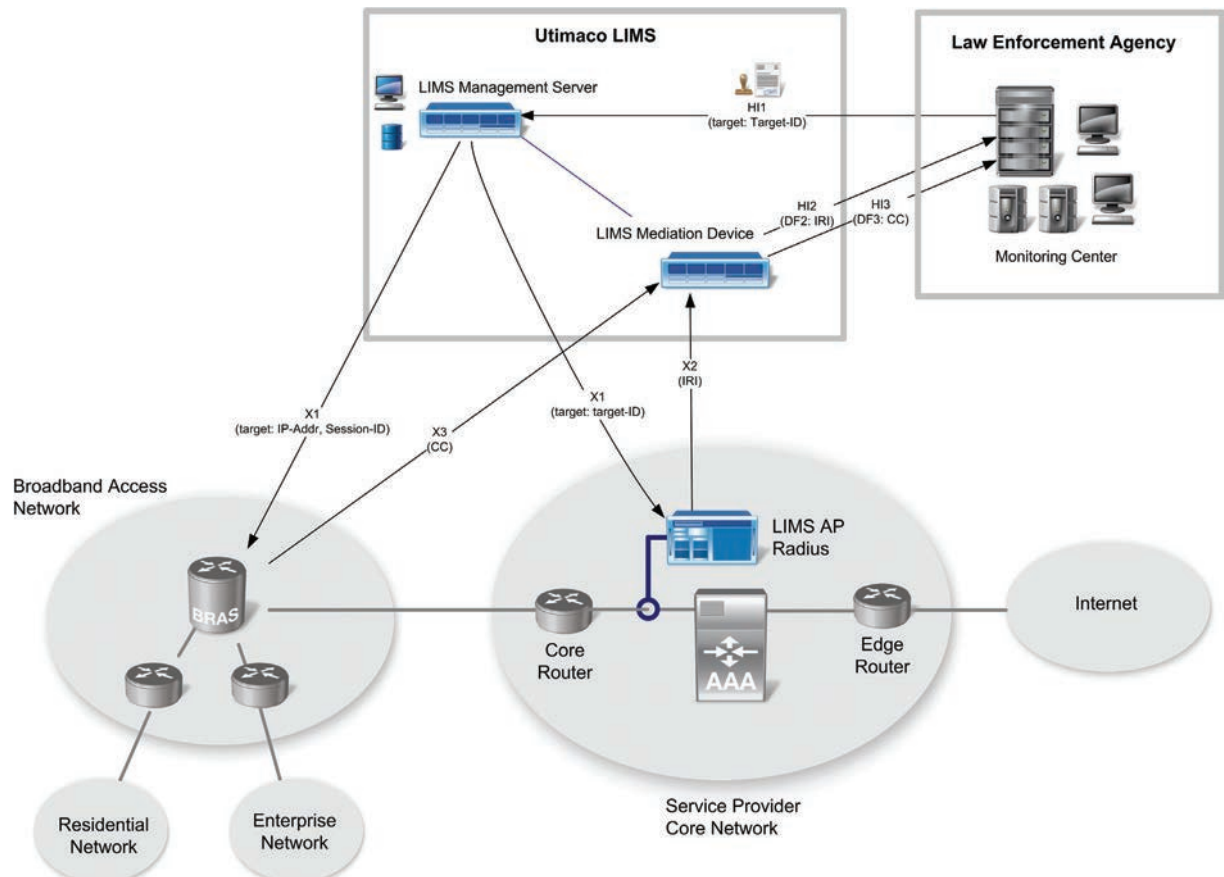 Utimaco LIMS
Law Enforcement Agency
LIMS Management Server
HI1
(target: Target-ID)
HI2
(DF2: IRI)
HI3
(DF3: CC)
LIMS Mediation Device
Monitoring Center
X2
(IRI)
X1
(target: IP-Addr, Session-ID)
X3
(CC)
X1
(target: target-ID)
Broadband Access
Network
LIMS AP
Radius
BRAS
Core
Router
AAA
Edge
Router
Internet
Residential
Network
Enterprise
Network
Service Provider
Core Network